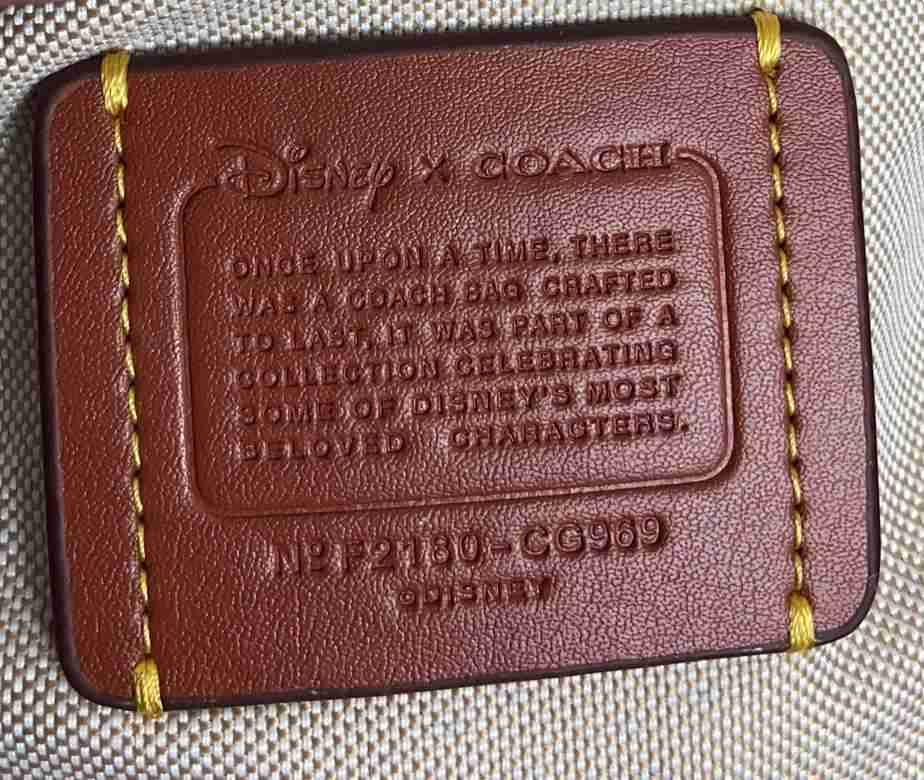 Disney X COACH
ONCE UPON A TIME, THERE
WAS A COACH BAG CRAFTED
TO LAST, IT WAS PART OF A
COLLECTION CELEBRATING
SOME OF DISNEY'S MOST
BELOVED CHARACTERS.
Nº F2180-CG969
©DISNEY